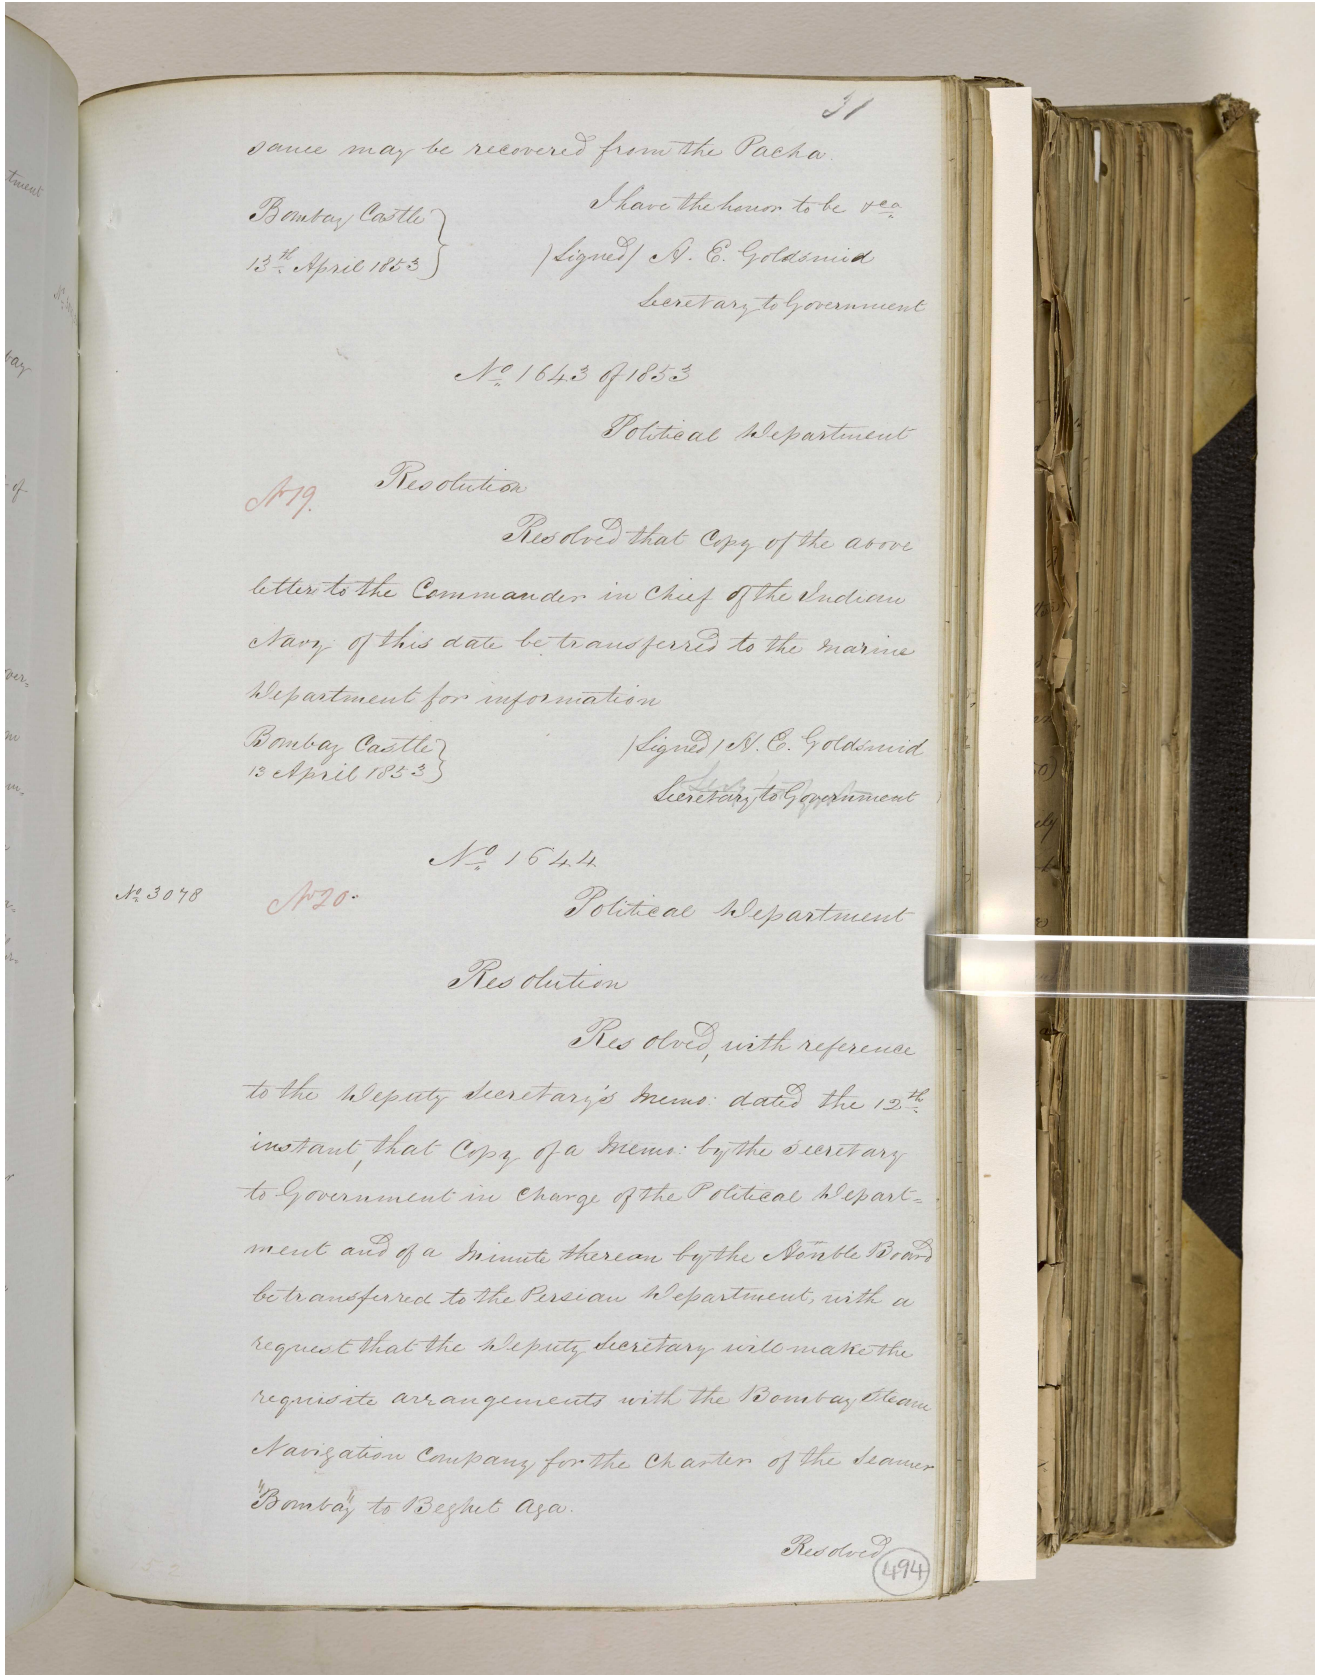 31
sance may be recovered from the Pacha.
I have the honor to be &ca
Bombay Castle
13th April 1853
(Signed) H. E. Goldsmid
Secretary to Government
No 1643 of 1853
Political Department
Resolution
No 19.
Resolved that Copy of the above
letter to the Commander in Chief of the Indian
Navy of this date be transferred to the Marine
Department for information
Bombay Castle
13 April 1853
(Signed) H. E. Goldsmid
Secretary to Government
No 1644
No 3078
No 20.
Political Department
Resolution
Resolved, with reference
to the Deputy Secretary's Memo: dated the 12th
instant, that Copy of a Memo: by the Secretary
to Government in charge of the Political Depart=
ment and of a Minute thereon by the Honble Board
be transferred to the Persian Department, with a
request that the Deputy Secretary will make the
requisite arrangements with the Bombay Steam
Navigation Company for the Charter of the Seamer
"Bombay" to Beghet Aga.
Resolved
494